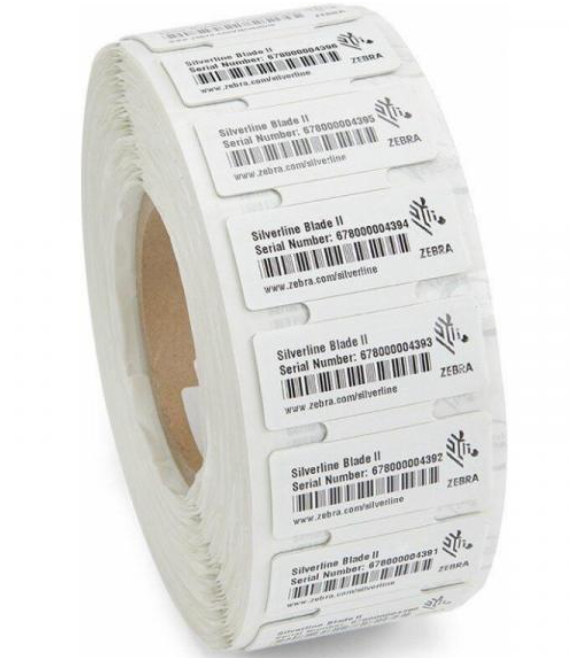 Silverline Blade II
Serial Number: 678000004396
ZEBRA
www.zebra.com/silverline
Silverline Blade II
Serial Number: 678000004395
ZEBRA
www.zebra.com/silverline
Silverline Blade II
Serial Number: 678000004394
ZEBRA
www.zebra.com/silverline
Silverline Blade II
Serial Number: 678000004393
ZEBRA
www.zebra.com/silverline
Silverline Blade II
Serial Number: 678000004392
ZEBRA
www.zebra.com/silverline
Silverline Blade II
Serial Number: 678000004391
ZEBRA
www.zebra.com/silverline
Silverline Blade II